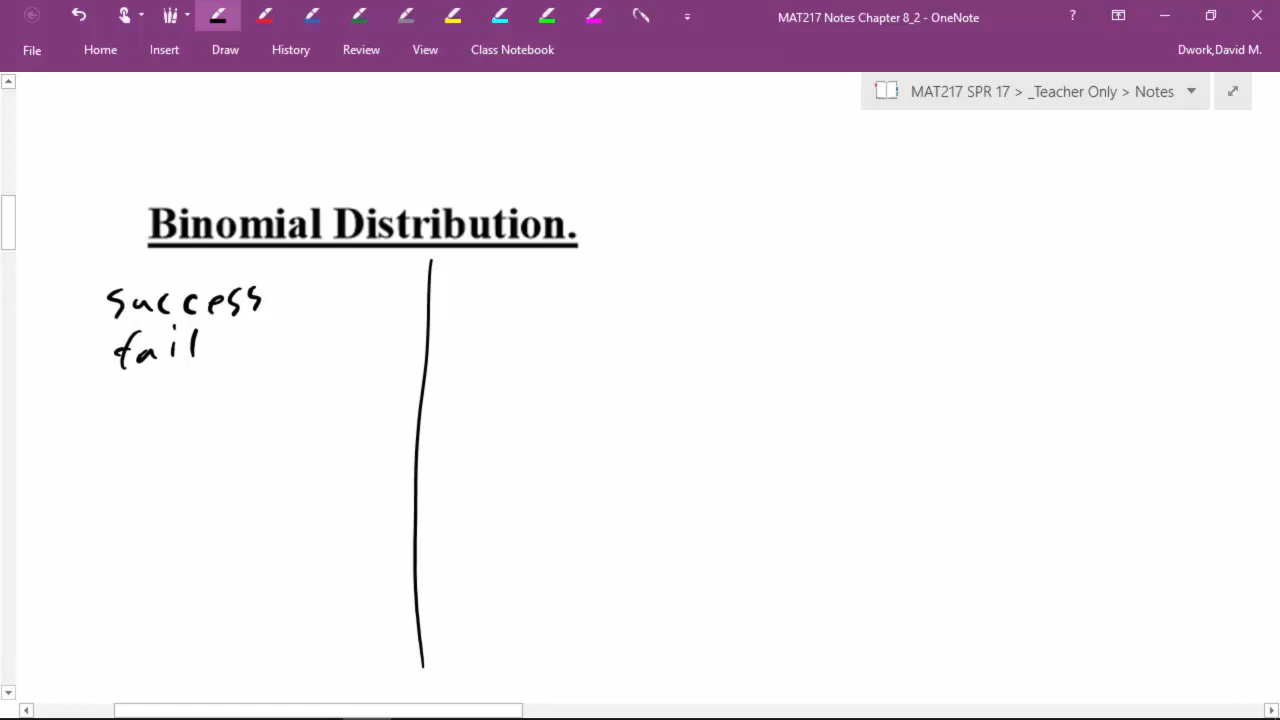 MAT217 Notes Chapter 8_2 - OneNote
?
File
Home
Insert
Draw
History
Review
View
Class Notebook
Dwork,David M.
MAT217 SPR 17 > _Teacher Only > Notes
Binomial Distribution.
success
fail